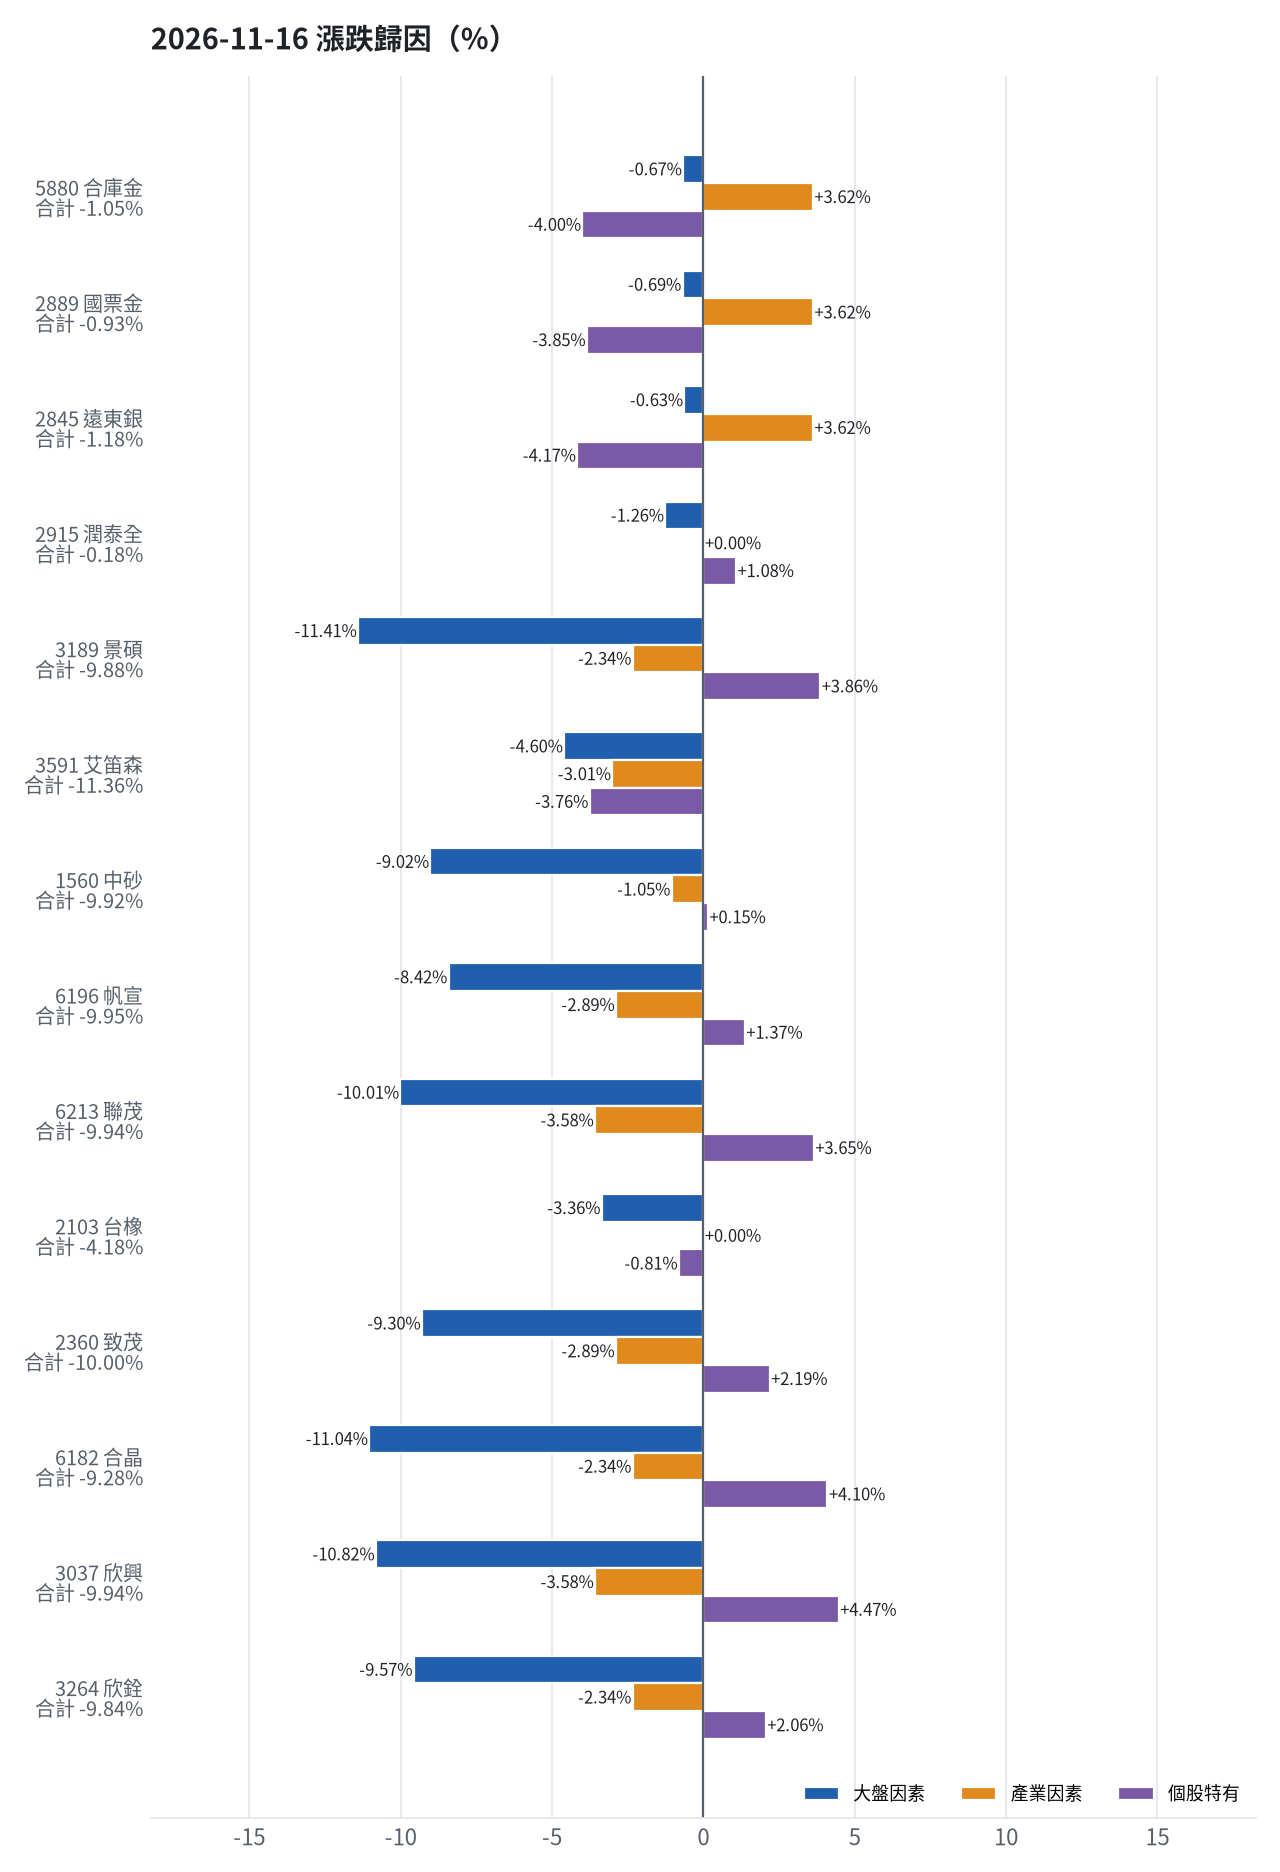 2026-11-16 漲跌歸因（%）
5880 合庫金
合計 -1.05%
-0.67%
+3.62%
-4.00%
2889 國票金
合計 -0.93%
-0.69%
+3.62%
-3.85%
2845 遠東銀
合計 -1.18%
-0.63%
+3.62%
-4.17%
2915 潤泰全
合計 -0.18%
-1.26%
+0.00%
+1.08%
3189 景碩
合計 -9.88%
-11.41%
-2.34%
+3.86%
3591 艾笛森
合計 -11.36%
-4.60%
-3.01%
-3.76%
1560 中砂
合計 -9.92%
-9.02%
-1.05%
+0.15%
6196 帆宣
合計 -9.95%
-8.42%
-2.89%
+1.37%
6213 聯茂
合計 -9.94%
-10.01%
-3.58%
+3.65%
2103 台橡
合計 -4.18%
-3.36%
+0.00%
-0.81%
2360 致茂
合計 -10.00%
-9.30%
-2.89%
+2.19%
6182 合晶
合計 -9.28%
-11.04%
-2.34%
+4.10%
3037 欣興
合計 -9.94%
-10.82%
-3.58%
+4.47%
3264 欣銓
合計 -9.84%
-9.57%
-2.34%
+2.06%
大盤因素 產業因素 個股特有
-15 -10 -5 0 5 10 15